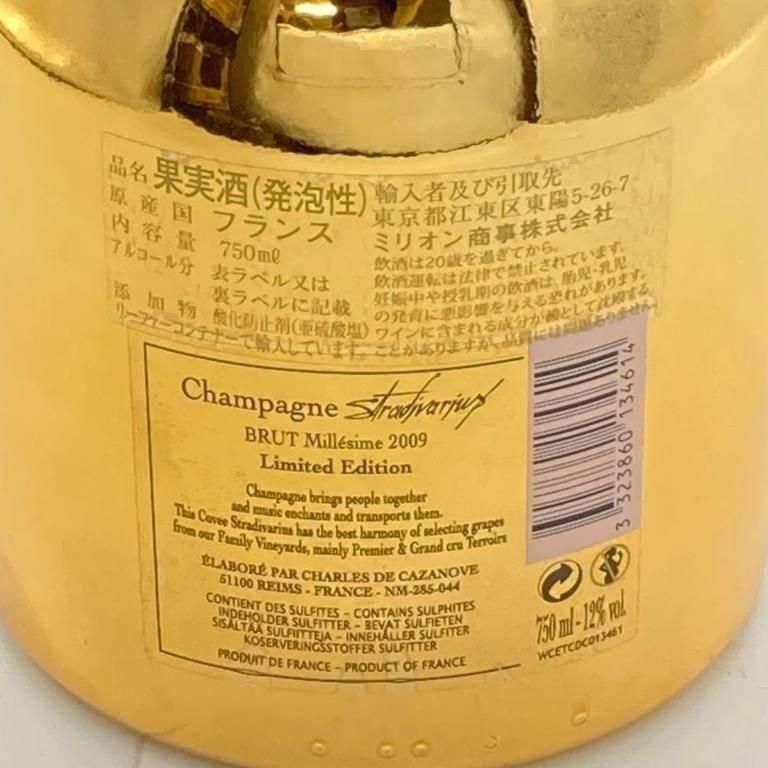 品名 果実酒(発泡性)
原産国 フランス
内容量 750mℓ
アルコール分 表ラベル又は
裏ラベルに記載
添加物 酸化防止剤(亜硫酸塩)
リーファーコンテナーで輸入しています。
輸入者及び引取先
東京都江東区東陽5-26-7
ミリオン商事株式会社
飲酒は20歳を過ぎてから。
飲酒運転は法律で禁止されています。
妊娠中や授乳期の飲酒は、胎児・乳児
の発育に悪影響を与える恐れがあります。
ワインに含まれる成分が澱として沈殿する
ことがありますが、品質には問題ありません。
Champagne Stradivarius
BRUT Millésime 2009
Limited Edition
Champagne brings people together
and music enchants and transports them.
This Cuvee Stradivarius has the best harmony of selecting grapes
from our Family Vineyards, mainly Premier & Grand cru Terroirs
ÉLABORÉ PAR CHARLES DE CAZANOVE
51100 REIMS - FRANCE - NM-285-044
CONTIENT DES SULFITES - CONTAINS SULPHITES
INDEHOLDER SULFITTER - BEVAT SULFIETEN
SISÄLTÄÄ SULFIITTEJA - INNEHÅLLER SULFITER
KOSERVERINGSSTOFFER SULFITTER
PRODUIT DE FRANCE - PRODUCT OF FRANCE
3 323860 134614
750 ml - 12% vol.
WCETCDC013461